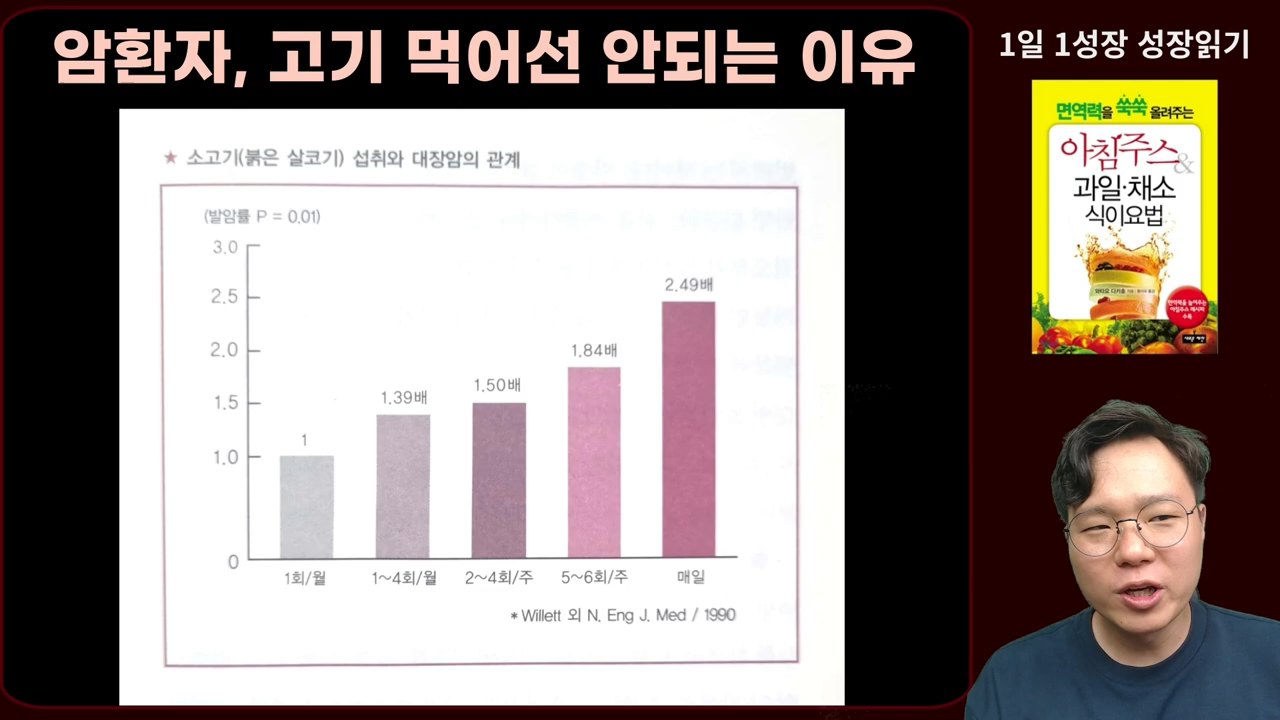 암환자, 고기 먹어선 안되는 이유
1일 1성장 성장읽기
면역력을 쑥쑥 올려주는
아침주스 &
과일·채소
식이요법
★ 소고기(붉은 살코기) 섭취와 대장암의 관계
(발암률 P = 0.01)
3.0
2.5
2.0
1.5
1.0
0
1
1.39배
1.50배
1.84배
2.49배
1회/월
1~4회/월
2~4회/주
5~6회/주
매일
* Willett 외 N. Eng J. Med / 1990